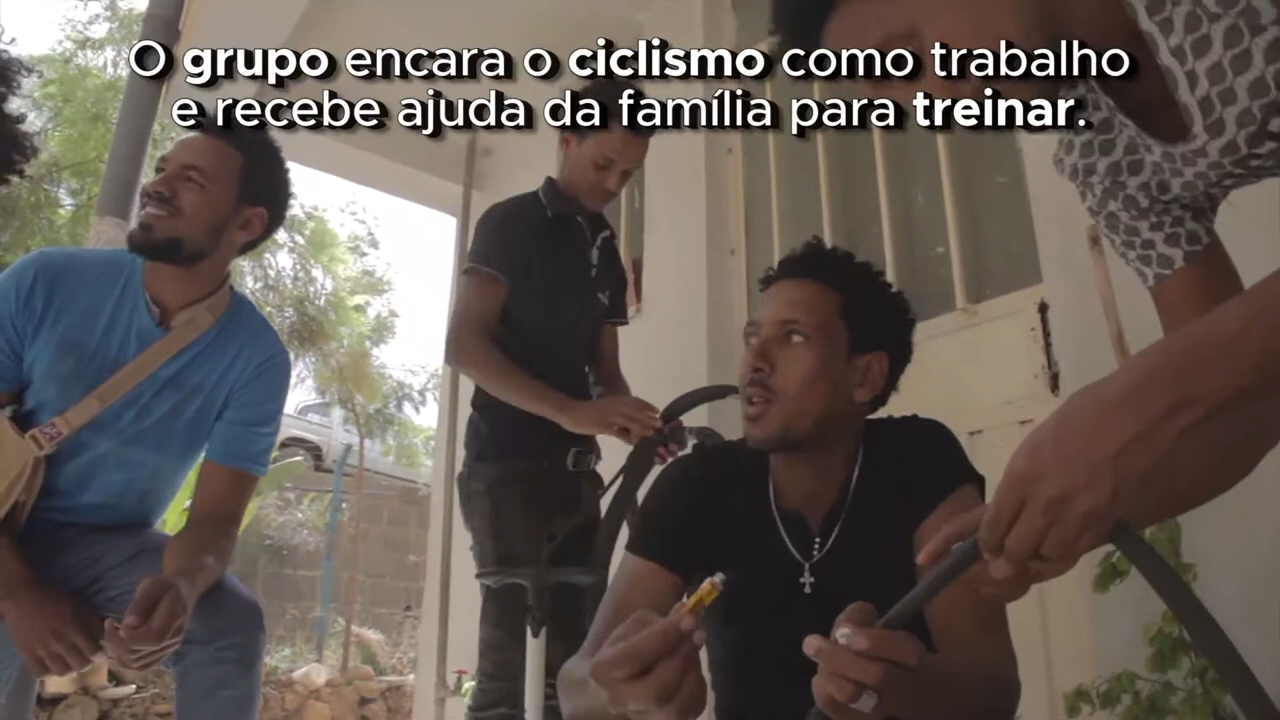 O grupo encara o ciclismo como trabalho
e recebe ajuda da família para treinar.